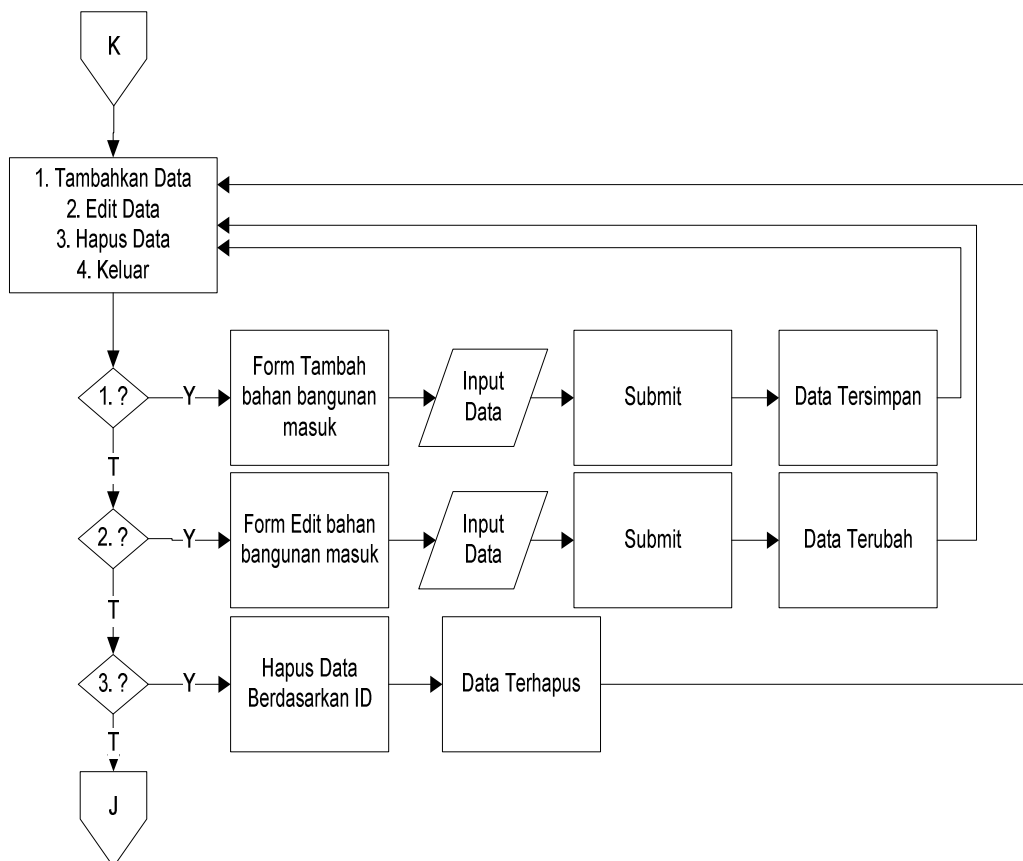 K
1. Tambahkan Data
2. Edit Data
3. Hapus Data
4. Keluar
1. ?
Y
Form Tambah
bahan bangunan
masuk
Input
Data
Submit
Data Tersimpan
T
2. ?
Y
Form Edit bahan
bangunan masuk
Input
Data
Submit
Data Terubah
T
3. ?
Y
Hapus Data
Berdasarkan ID
Data Terhapus
T
J